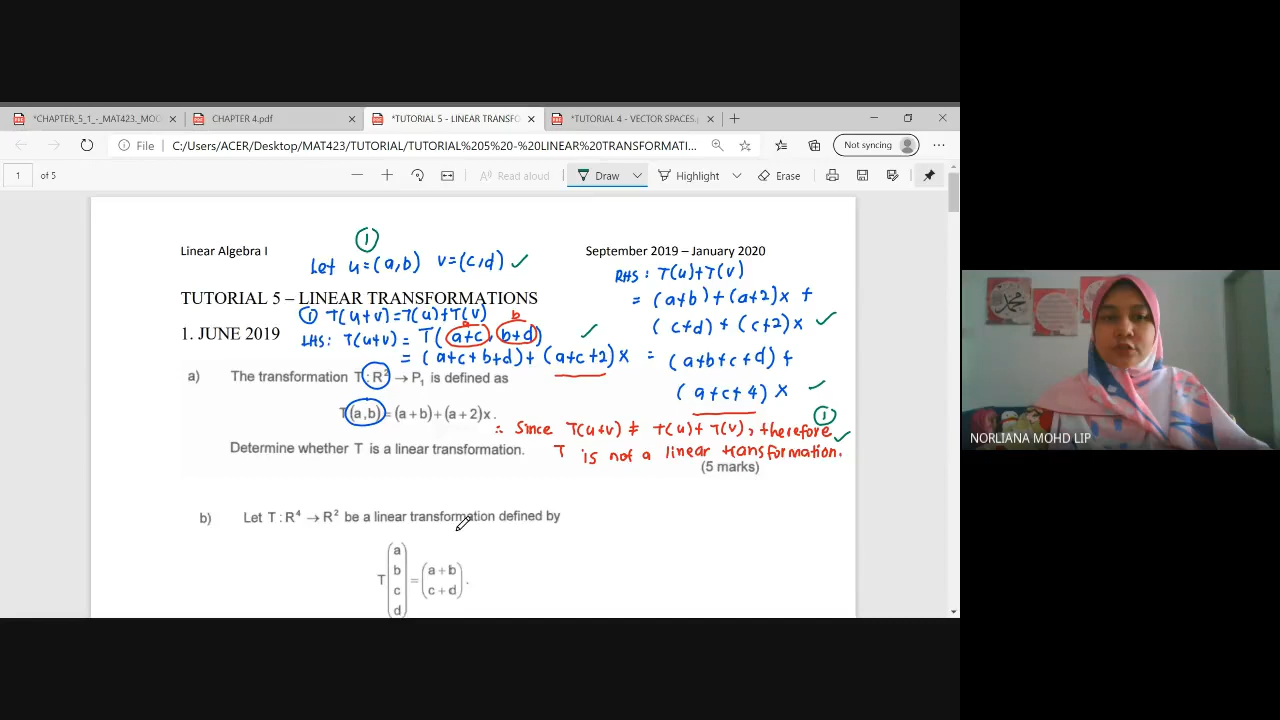 *CHAPTER_5_1_-_MAT423._MOD
CHAPTER 4.pdf
*TUTORIAL 5 - LINEAR TRANSFO
*TUTORIAL 4 - VECTOR SPACES.p
File
C:/Users/ACER/Desktop/MAT423/TUTORIAL/TUTORIAL%205%20-%20LINEAR%20TRANSFORMATI...
Not syncing
1 of 5
Read aloud
Draw
Highlight
Erase
①
Linear Algebra I
September 2019 – January 2020
Let u=(a,b) v=(c,d) ✓
RHS: T(u)+T(v)
= (a+b)+(a+2)x +
(c+d)+(c+2)x ✓
= (a+b+c+d)+
(a+c+4)x ✓
TUTORIAL 5 – LINEAR TRANSFORMATIONS
① T(u+v)=T(u)+T(v)
a b
1. JUNE 2019
LHS: T(u+v) = T(a+c, b+d) ✓
= (a+c+b+d)+(a+c+2)x
a) The transformation T:R² → P₁ is defined as
T(a,b)=(a+b)+(a+2)x.
①
∴ Since T(u+v) ≠ T(u)+T(v), therefore ✓
T is not a linear transformation.
Determine whether T is a linear transformation.
(5 marks)
b) Let T:R⁴ → R² be a linear transformation defined by
T(a b c d) = (a+b c+d).
NORLIANA MOHD LIP